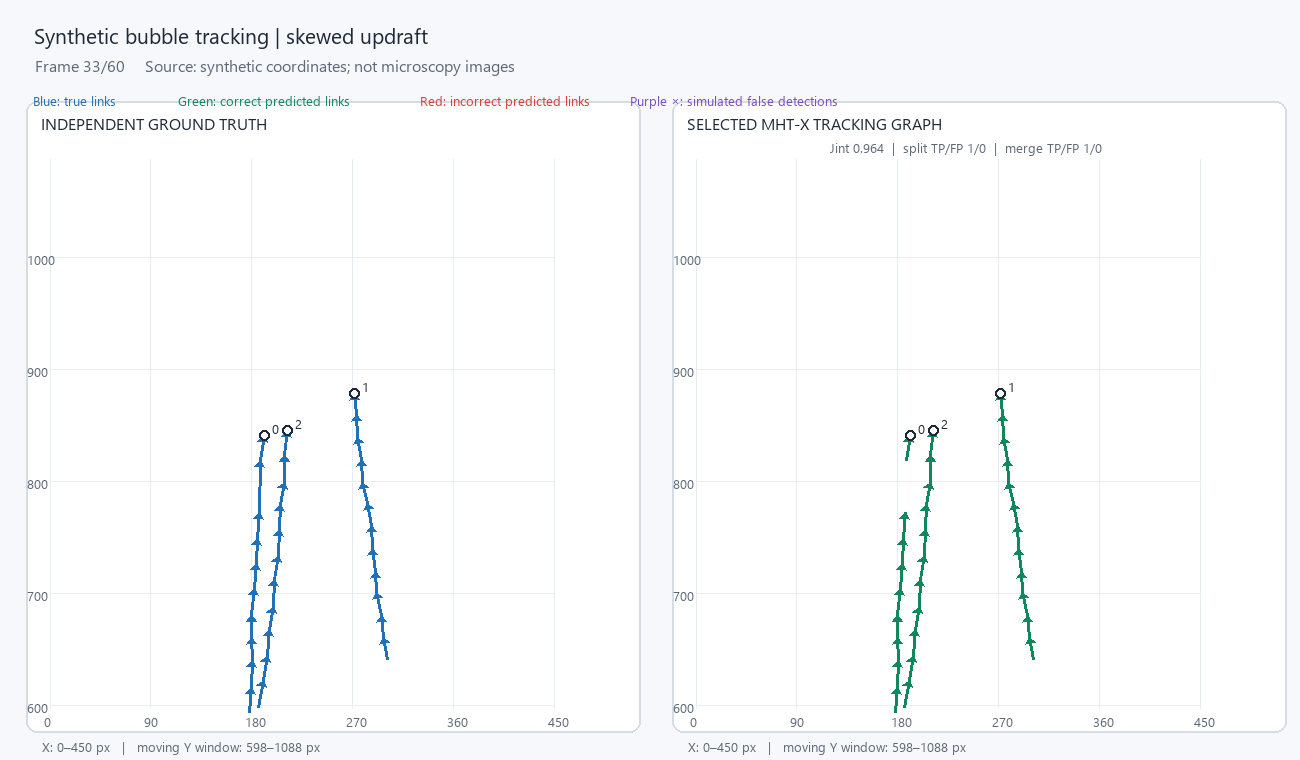 Synthetic bubble tracking | skewed updraft
Frame 33/60 Source: synthetic coordinates; not microscopy images
Blue: true links Green: correct predicted links Red: incorrect predicted links Purple ×: simulated false detections
INDEPENDENT GROUND TRUTH
1000
900
800
700
600
0 90 180 270 360 450
0 2 1
X: 0–450 px | moving Y window: 598–1088 px
SELECTED MHT-X TRACKING GRAPH
Jint 0.964 | split TP/FP 1/0 | merge TP/FP 1/0
1000
900
800
700
600
0 90 180 270 360 450
0 2 1
X: 0–450 px | moving Y window: 598–1088 px